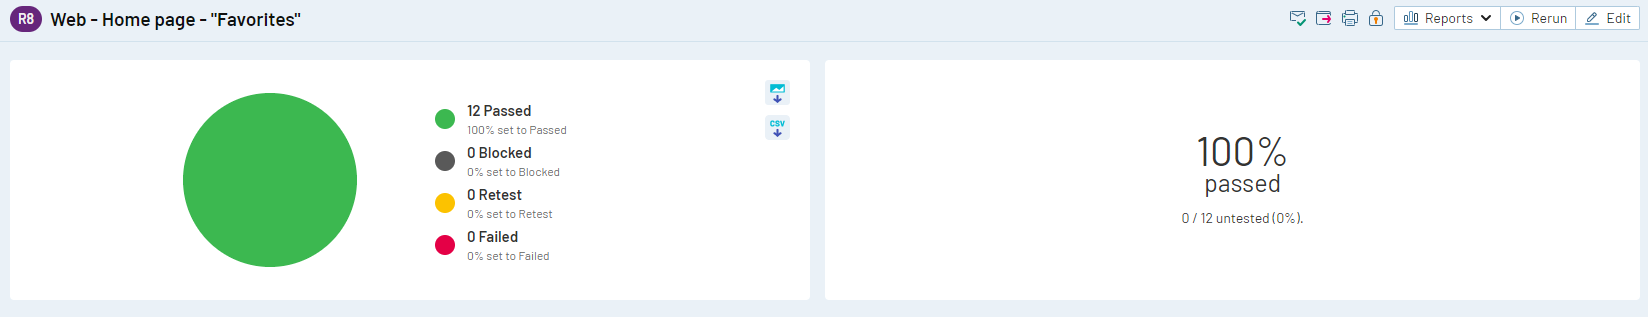 R8 Web - Home page - "Favorites"
Reports Rerun Edit
12 Passed
100% set to Passed
0 Blocked
0% set to Blocked
0 Retest
0% set to Retest
0 Failed
0% set to Failed
CSV
100%
passed
0 / 12 untested (0%).